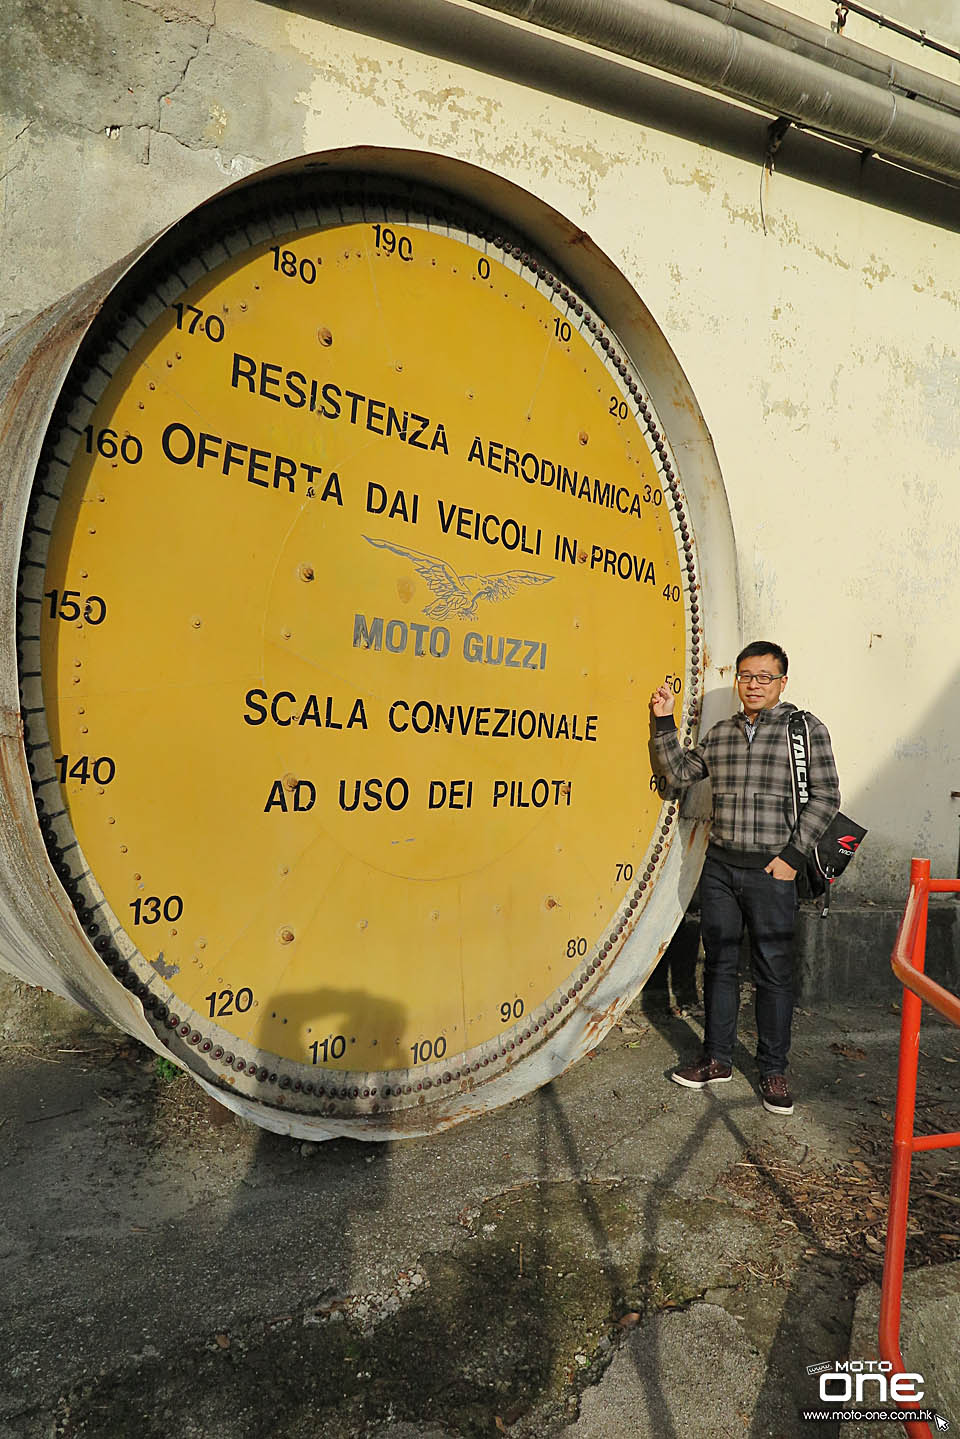 190
0
180
10
170
20
160
30
RESISTENZA AERODINAMICA
OFFERTA DAI VEICOLI IN PROVA
40
150
MOTO GUZZI
50
SCALA CONVEZIONALE
AD USO DEI PILOTI
140
60
130
70
120
80
110
100
90
TAICHI
MOTO
ONE
www.moto-one.com.hk